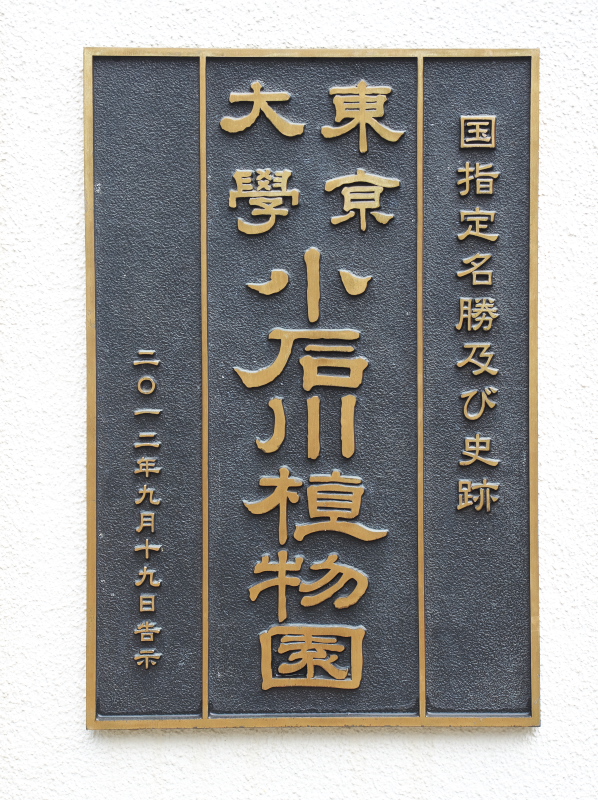 国指定名勝及び史跡
東京
大學
小石川植物園
二〇一二年九月十九日告示